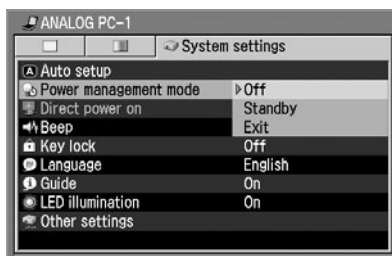 ANALOG PC-1
System settings
Auto setup
Power management mode Off
Direct power on Standby
Beep Exit
Key lock Off
Language English
Guide On
LED illumination On
Other settings